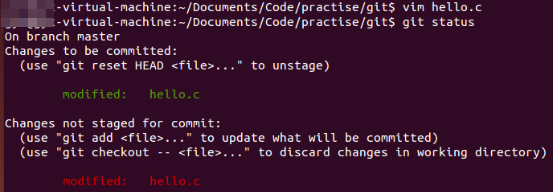 -virtual-machine:~/Documents/Code/practise/git$ vim hello.c
-virtual-machine:~/Documents/Code/practise/git$ git status
On branch master
Changes to be committed:
  (use "git reset HEAD <file>..." to unstage)
        modified:   hello.c
Changes not staged for commit:
  (use "git add <file>..." to update what will be committed)
  (use "git checkout -- <file>..." to discard changes in working directory)
        modified:   hello.c